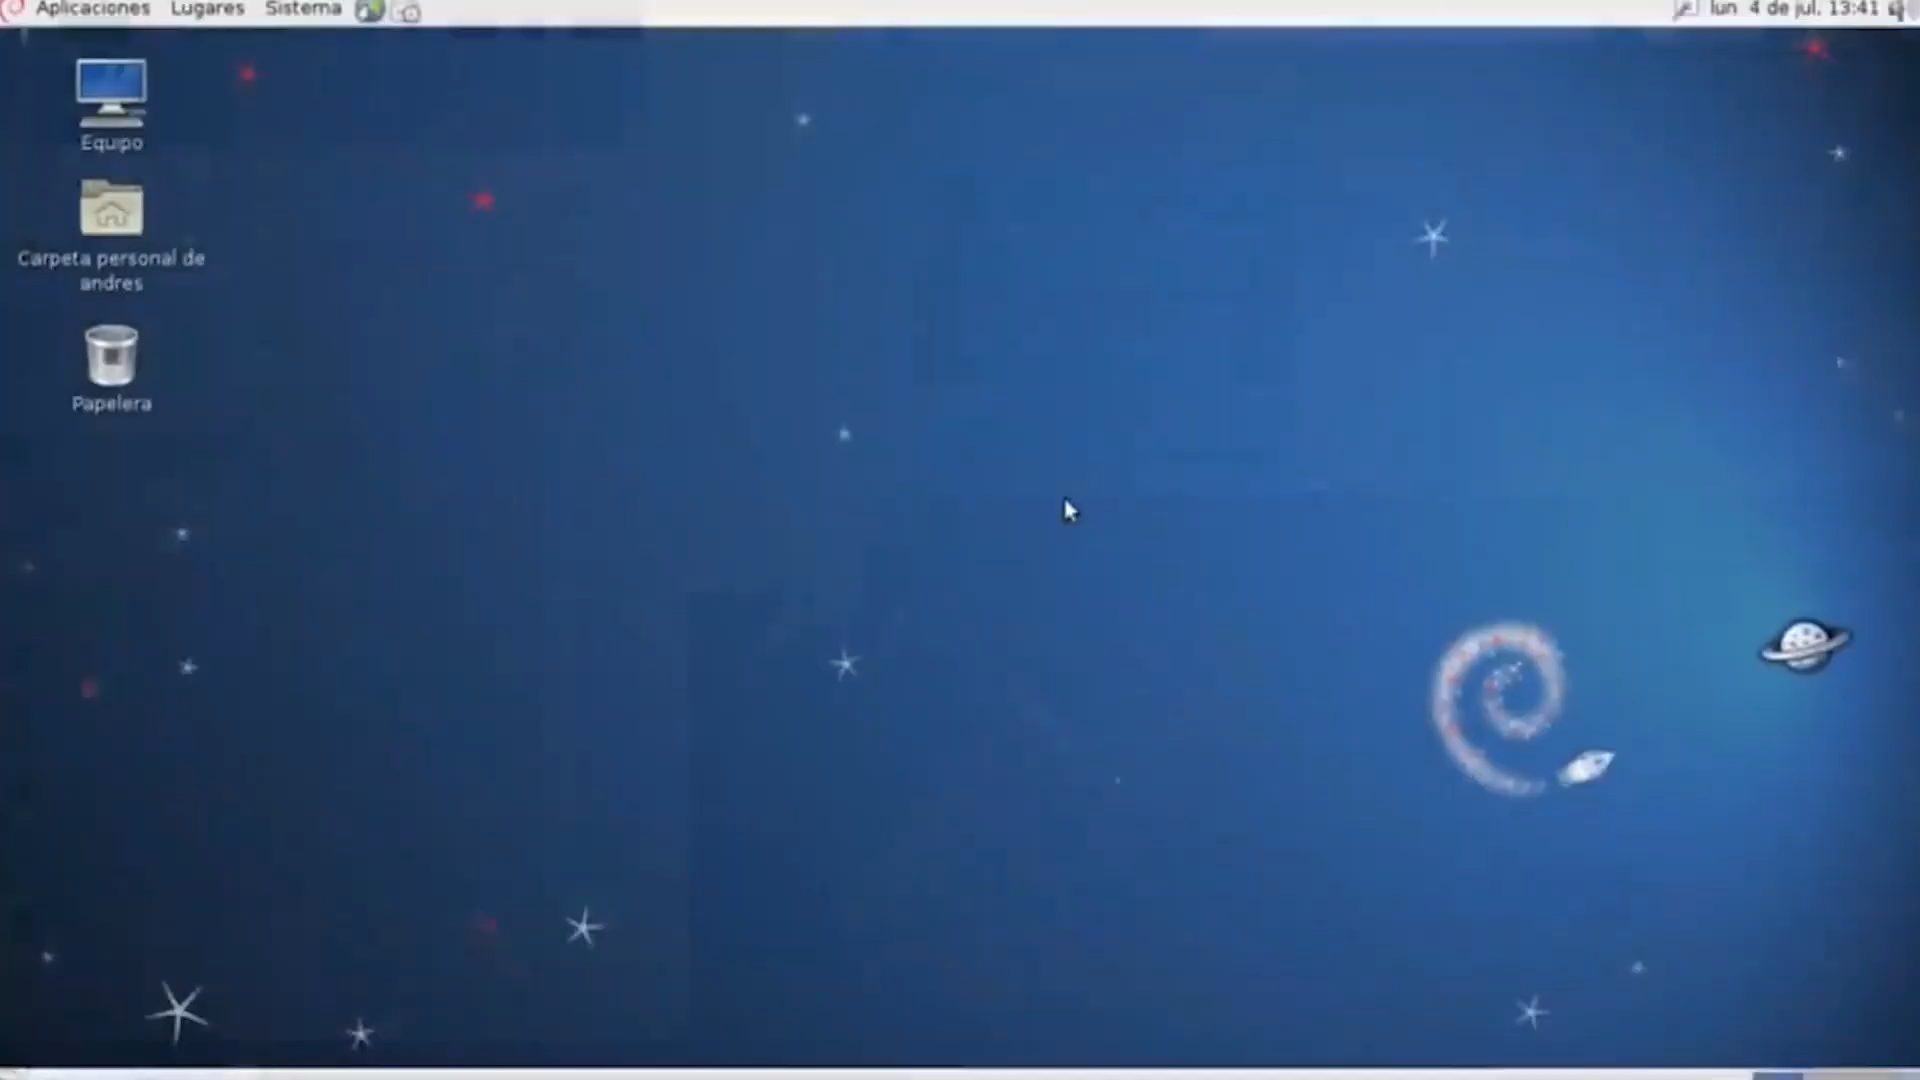 Aplicaciones Lugares Sistema
lun 4 de jul, 13:41
Equipo
Carpeta personal de
andres
Papelera